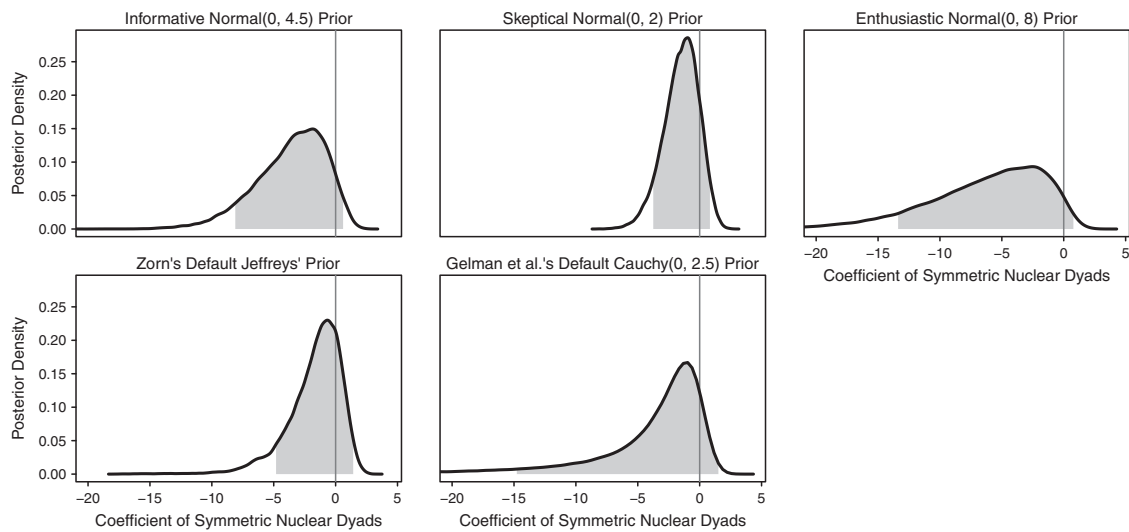 Informative Normal(0, 4.5) Prior
Skeptical Normal(0, 2) Prior
Enthusiastic Normal(0, 8) Prior
Posterior Density
0.25
0.20
0.15
0.10
0.05
0.00
−20 −15 −10 −5 0 5
Coefficient of Symmetric Nuclear Dyads
Zorn's Default Jeffreys' Prior
Gelman et al.'s Default Cauchy(0, 2.5) Prior
Posterior Density
0.25
0.20
0.15
0.10
0.05
0.00
−20 −15 −10 −5 0 5
−20 −15 −10 −5 0 5
Coefficient of Symmetric Nuclear Dyads
Coefficient of Symmetric Nuclear Dyads